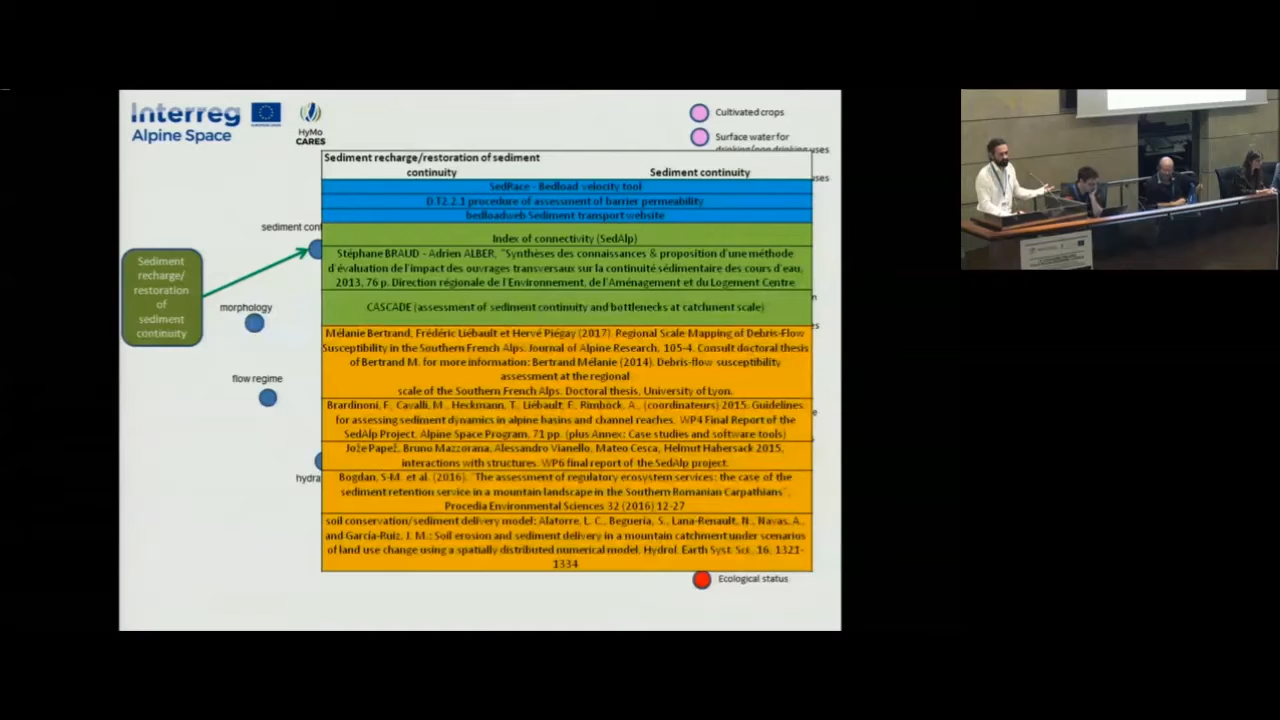 Interreg
Alpine Space
EUROPEAN UNION
HyMo
CARES
Cultivated crops
Surface water for
drinking/non drinking uses
uses
Sediment recharge/restoration of sediment
continuity
Sediment continuity
SedRace - Bedload velocity tool
D.T2.2.1 procedure of assessment of barrier permeability
bedloadweb Sediment transport website
sediment cont
Index of connectivity (SedAlp)
Sediment
recharge/
restoration
of
sediment
continuity
Stéphane BRAUD - Adrien ALBER, "Synthèses des connaissances & proposition d'une méthode
d'évaluation de l'impact des ouvrages transversaux sur la continuité sédimentaire des cours d'eau,
2013, 76 p. Direction régionale de l'Environnement, de l'Aménagement et du Logement Centre
morphology
CASCADE (assessment of sediment continuity and bottlenecks at catchment scale)
Mélanie Bertrand, Frédéric Liébault et Hervé Piégay (2017). Regional Scale Mapping of Debris-Flow
Susceptibility in the Southern French Alps. Journal of Alpine Research, 105-4. Consult doctoral thesis
of Bertrand M. for more information: Bertrand Mélanie (2014). Debris-flow susceptibility
assessment at the regional
scale of the Southern French Alps. Doctoral thesis, University of Lyon.
flow regime
Brardinoni, F., Cavalli, M., Heckmann, T., Liébault, F., Rimböck, A., (coordinateurs) 2015. Guidelines
for assessing sediment dynamics in alpine basins and channel reaches. WP4 Final Report of the
SedAlp Project, Alpine Space Program, 71 pp. (plus Annex: Case studies and software tools)
Jože Papež, Bruno Mazzorana, Alessandro Vianello, Mateo Cesca, Helmut Habersack 2015,
interactions with structures. WP6 final report of the SedAlp project.
hydra
Bogdan, S-M. et al. (2016). "The assessment of regulatory ecosystem services: the case of the
sediment retention service in a mountain landscape in the Southern Romanian Carpathians",
Procedia Environmental Sciences 32 (2016) 12-27
soil conservation/sediment delivery model: Alatorre, L. C., Beguería, S., Lana-Renault, N., Navas, A.,
and García-Ruiz, J. M.: Soil erosion and sediment delivery in a mountain catchment under scenarios
of land use change using a spatially distributed numerical model. Hydrol. Earth Syst. Sci., 16, 1321-
1334
Ecological status